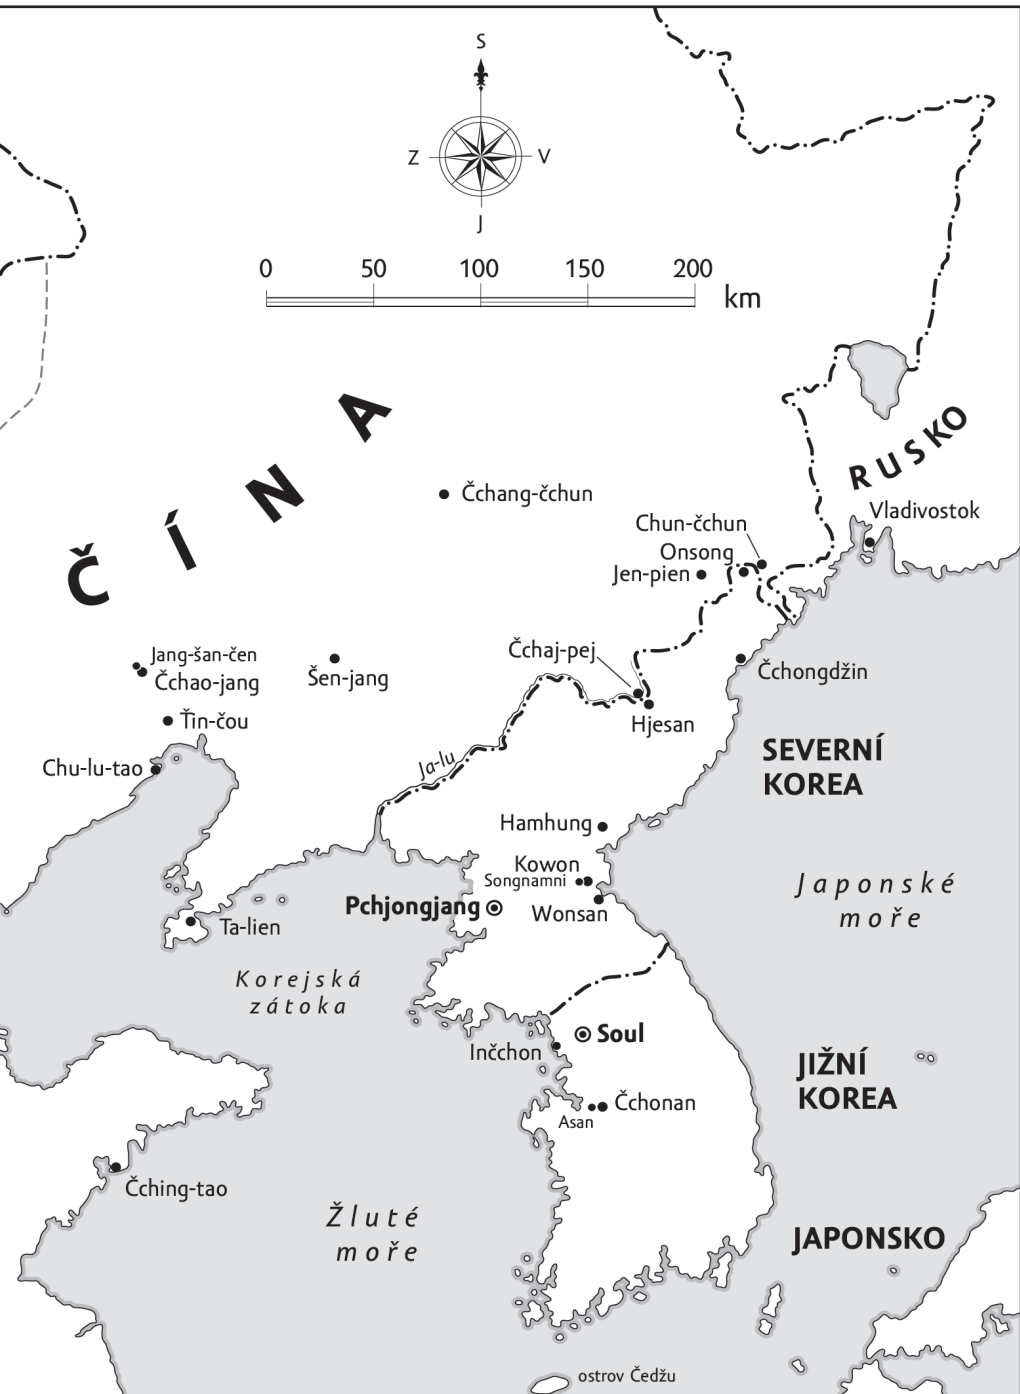 S
Z
V
J
0 50 100 150 200
km
ČÍNA
RUSKO
Vladivostok
Čchang-čchun
Chun-čchun
Onsong
Jen-pien
Čchaj-pej
Hjesan
Čchongdžin
Jang-šan-čen
Čchao-jang
Šen-jang
Ťin-čou
Chu-lu-tao
Ja-lu
SEVERNÍ
KOREA
Hamhung
Kowon
Songnamni
Pchjongjang
Wonsan
Japonské
moře
Ta-lien
Korejská
zátoka
Soul
Inčchon
JIŽNÍ
KOREA
Čchonan
Asan
Čching-tao
Žluté
moře
JAPONSKO
ostrov Čedžu